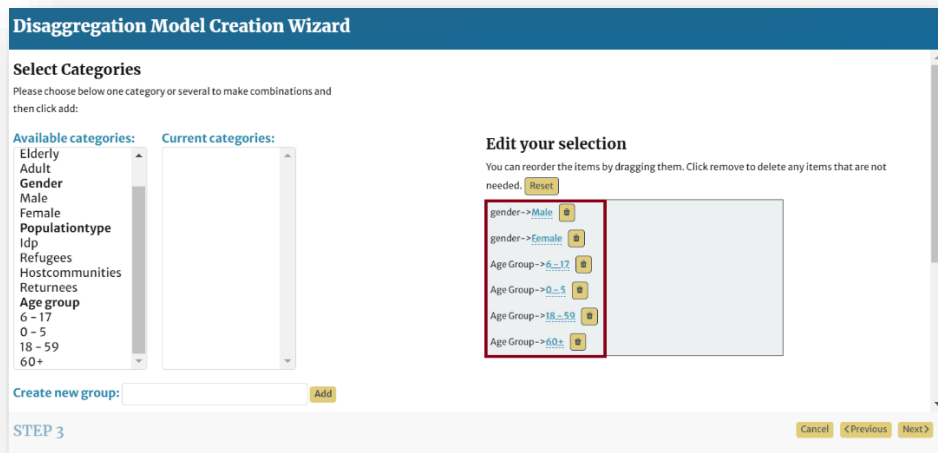 Disaggregation Model Creation Wizard
Select Categories
Please choose below one category or several to make combinations and
then click add:
Available categories:
Elderly
Adult
Gender
Male
Female
Populationtype
Idp
Refugees
Hostcommunities
Returnees
Age group
6 – 17
0 – 5
18 – 59
60+
Current categories:
Create new group:
Add
Edit your selection
You can reorder the items by dragging them. Click remove to delete any items that are not
needed. Reset
gender->Male
gender->Female
Age Group->6 – 17
Age Group->0 – 5
Age Group->18 – 59
Age Group->60+
STEP 3
Cancel <Previous Next>